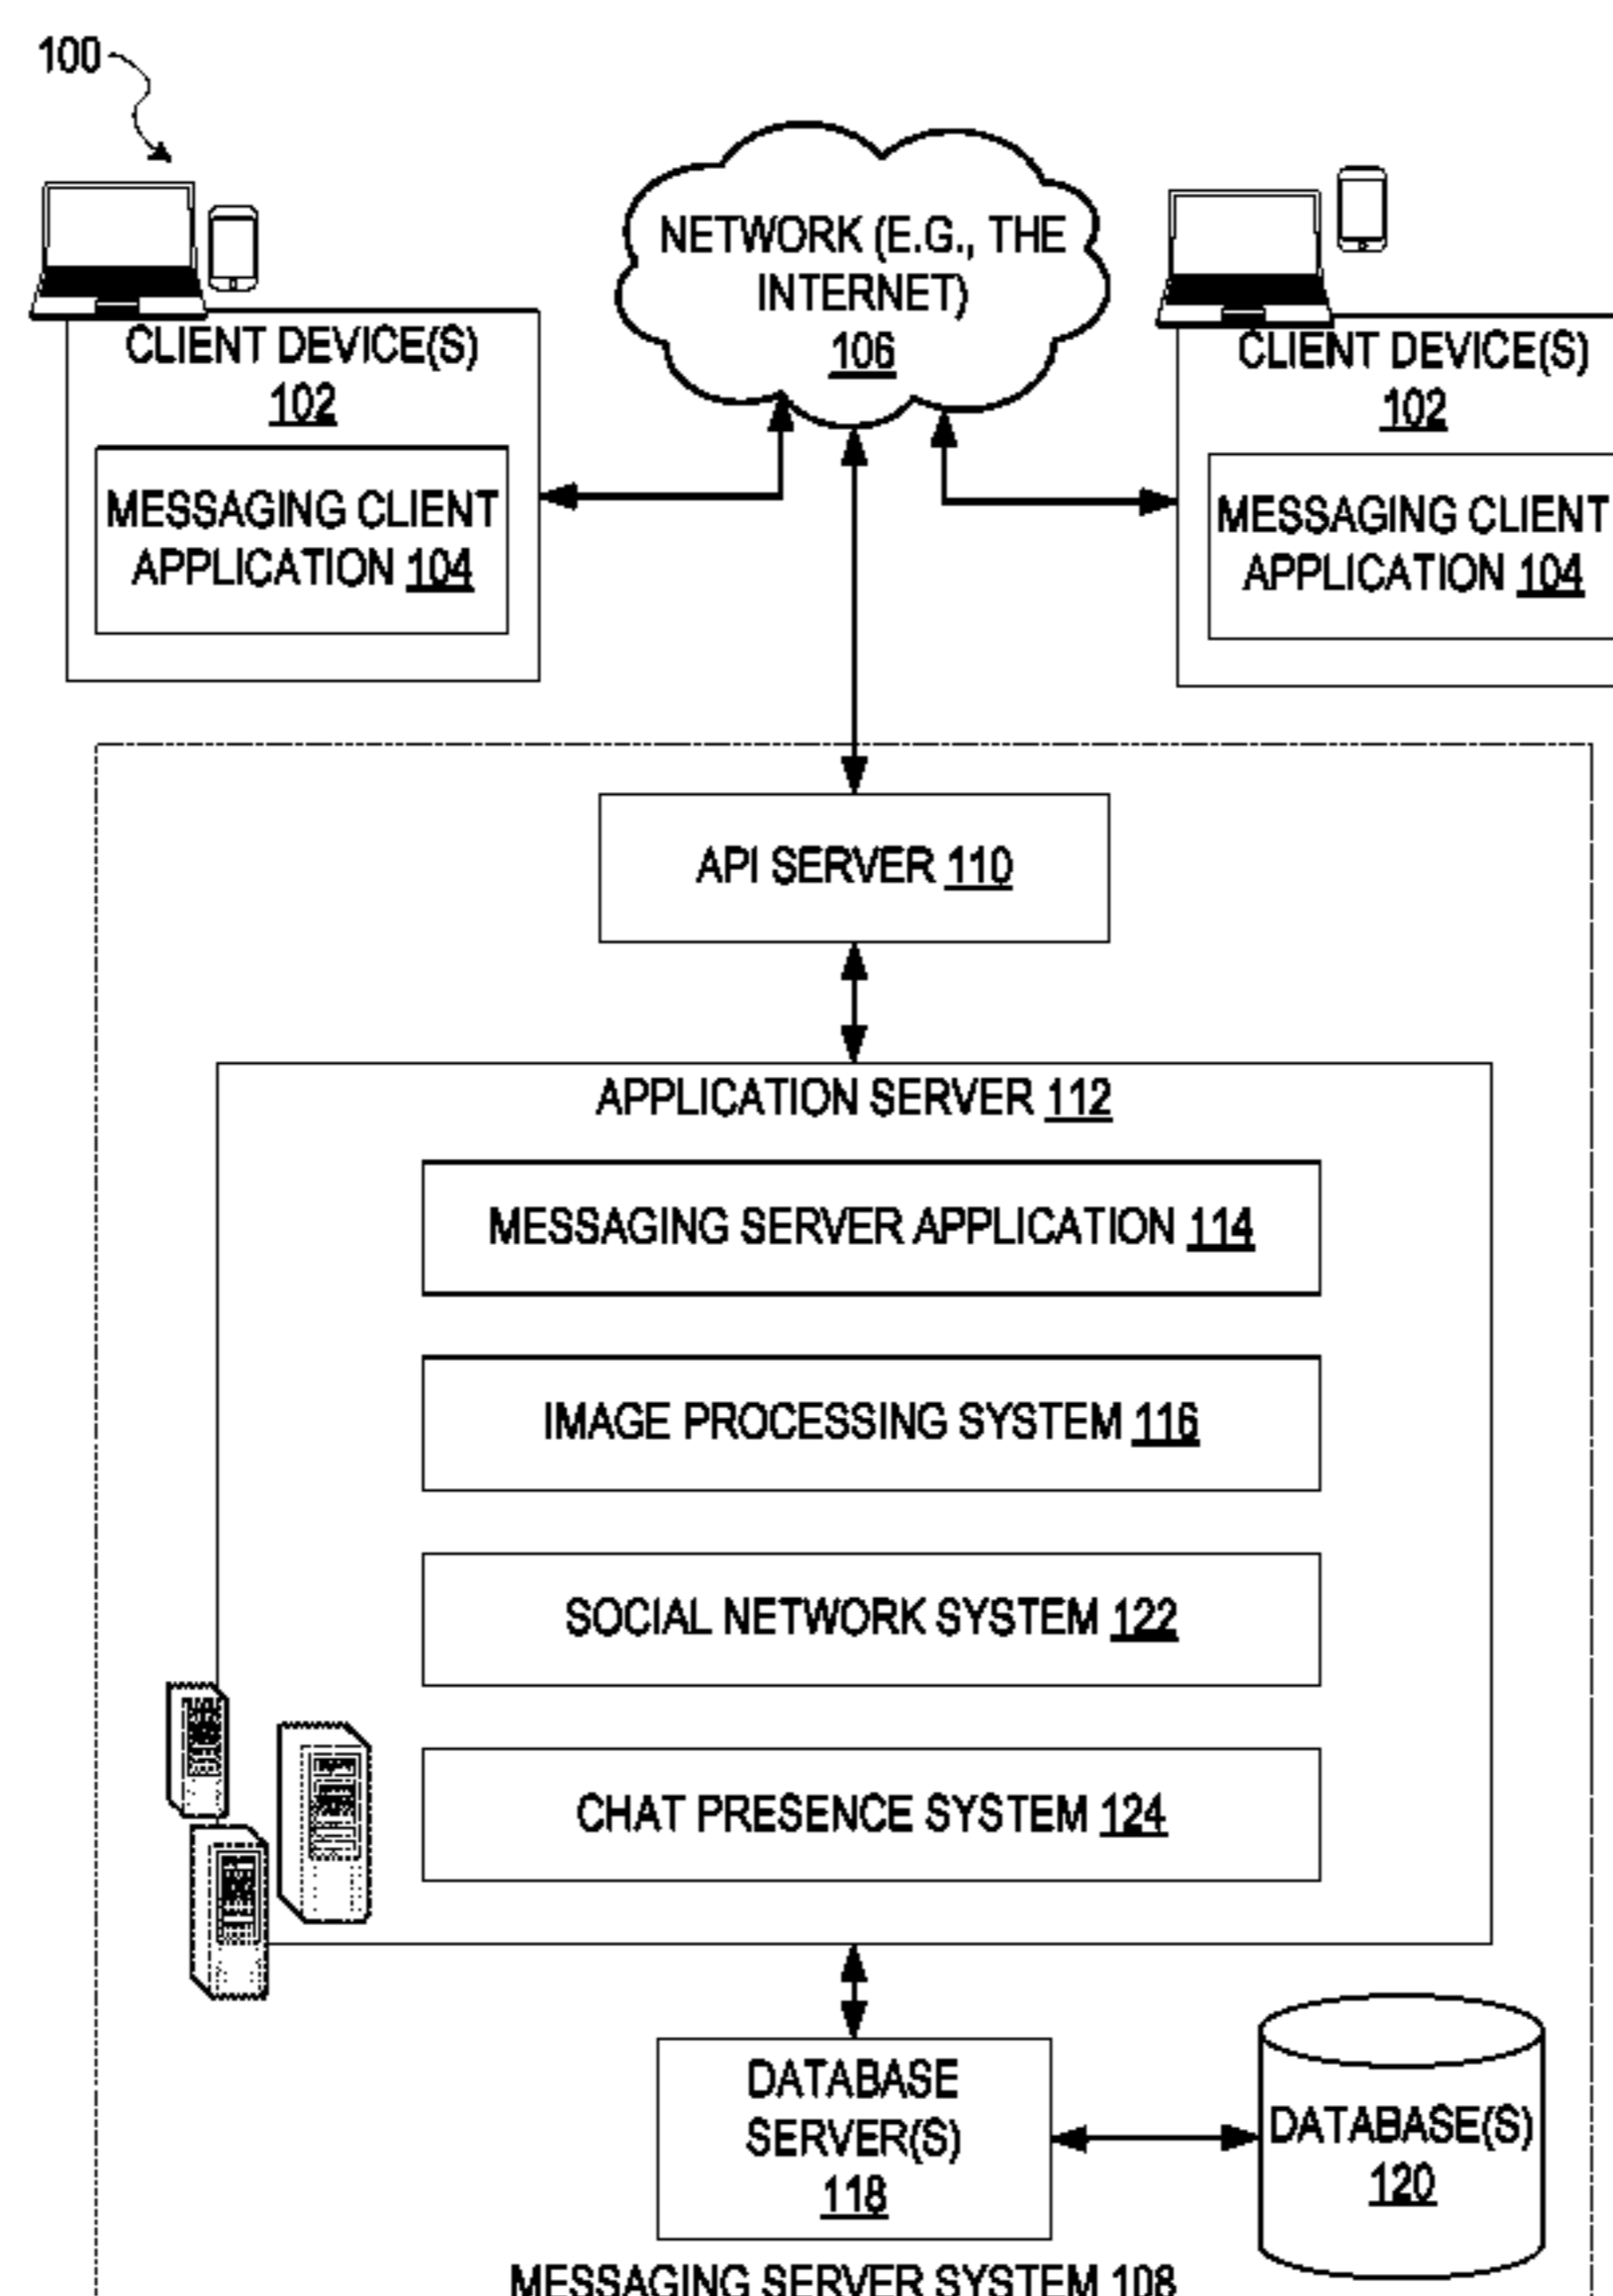 100
NETWORK (E.G., THE
INTERNET)
106
CLIENT DEVICE(S)
102
MESSAGING CLIENT
APPLICATION 104
CLIENT DEVICE(S)
102
MESSAGING CLIENT
APPLICATION 104
API SERVER 110
APPLICATION SERVER 112
MESSAGING SERVER APPLICATION 114
IMAGE PROCESSING SYSTEM 116
SOCIAL NETWORK SYSTEM 122
CHAT PRESENCE SYSTEM 124
DATABASE
SERVER(S)
118
DATABASE(S)
120
MESSAGING SERVER SYSTEM 108